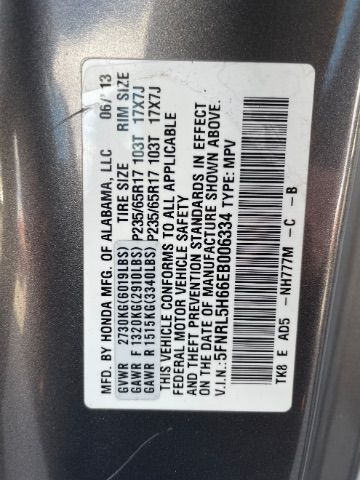 MFD. BY HONDA MFG. OF ALABAMA, LLC 06/13
GVWR 2730KG(6019LBS) TIRE SIZE RIM SIZE
GAWR F 1320KG(2910LBS) P235/65R17 103T 17X7J
GAWR R 1515KG(3340LBS) P235/65R17 103T 17X7J
THIS VEHICLE CONFORMS TO ALL APPLICABLE
FEDERAL MOTOR VEHICLE SAFETY
AND THEFT PREVENTION STANDARDS IN EFFECT
ON THE DATE OF MANUFACTURE SHOWN ABOVE.
V.I.N.: 5FNRL5H66EB006334 TYPE: MPV
TK8 E AD5 -NH777M -C -B